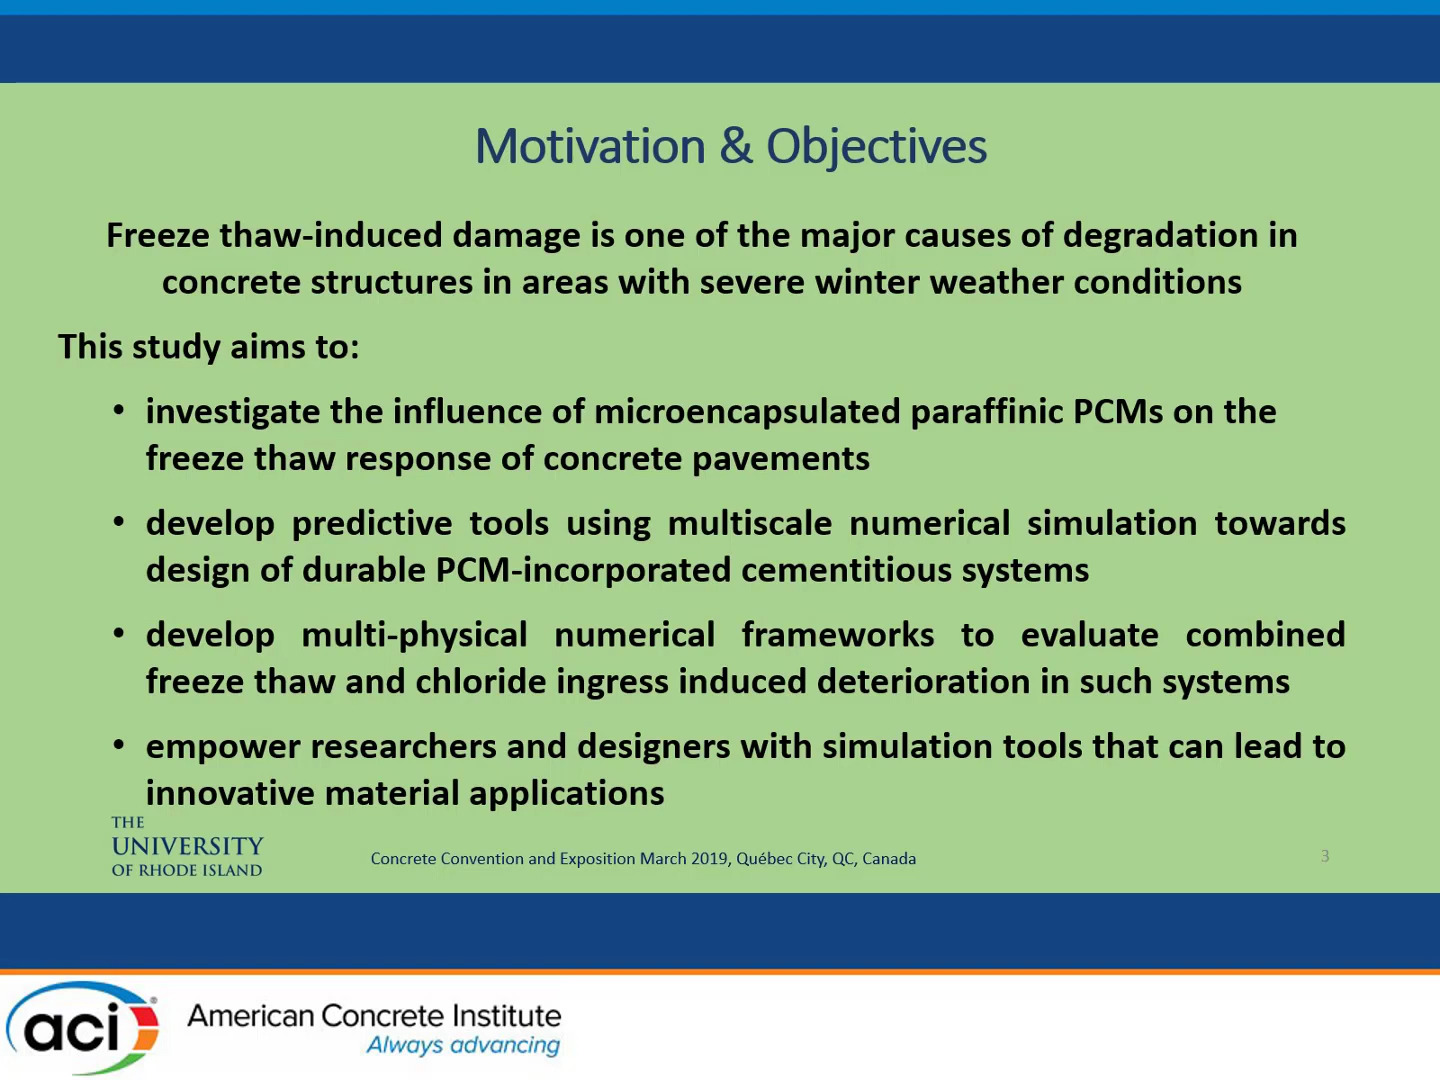 Motivation & Objectives
Freeze thaw-induced damage is one of the major causes of degradation in
concrete structures in areas with severe winter weather conditions
This study aims to:
• investigate the influence of microencapsulated paraffinic PCMs on the
freeze thaw response of concrete pavements
• develop predictive tools using multiscale numerical simulation towards
design of durable PCM-incorporated cementitious systems
• develop multi-physical numerical frameworks to evaluate combined
freeze thaw and chloride ingress induced deterioration in such systems
• empower researchers and designers with simulation tools that can lead to
innovative material applications
THE
UNIVERSITY
OF RHODE ISLAND
Concrete Convention and Exposition March 2019, Québec City, QC, Canada
3
aci®
American Concrete Institute
Always advancing